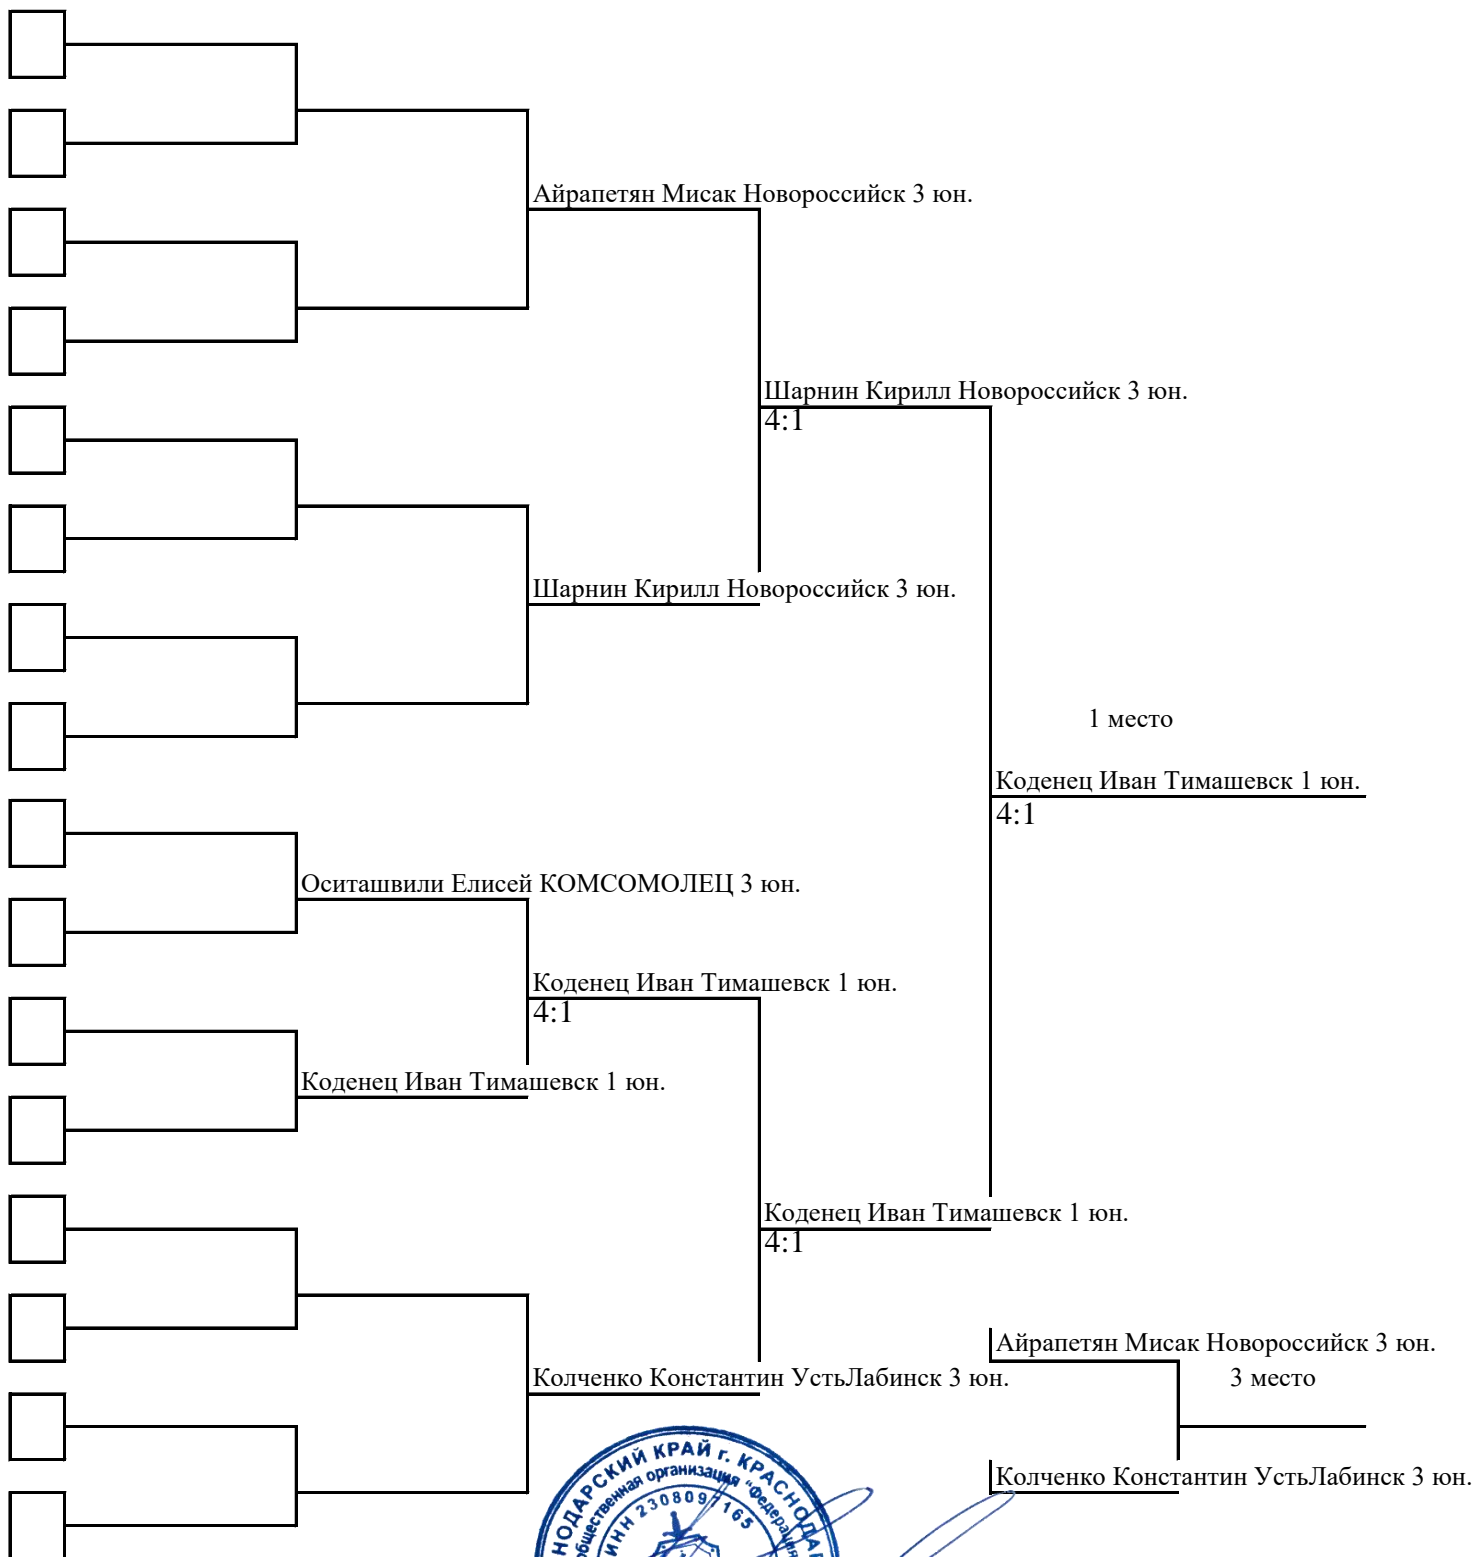 Айрапетян Мисак Новороссийск 3 юн.
Шарнин Кирилл Новороссийск 3 юн.
4:1
Шарнин Кирилл Новороссийск 3 юн.
1 место
Коденец Иван Тимашевск 1 юн.
4:1
Оситашвили Елисей КОМСОМОЛЕЦ 3 юн.
Коденец Иван Тимашевск 1 юн.
4:1
Коденец Иван Тимашевск 1 юн.
Коденец Иван Тимашевск 1 юн.
4:1
Айрапетян Мисак Новороссийск 3 юн.
Колченко Константин УстьЛабинск 3 юн.
3 место
Колченко Константин УстьЛабинск 3 юн.
КРАЙ г.
организация "Федерация
ИНН 2308097165